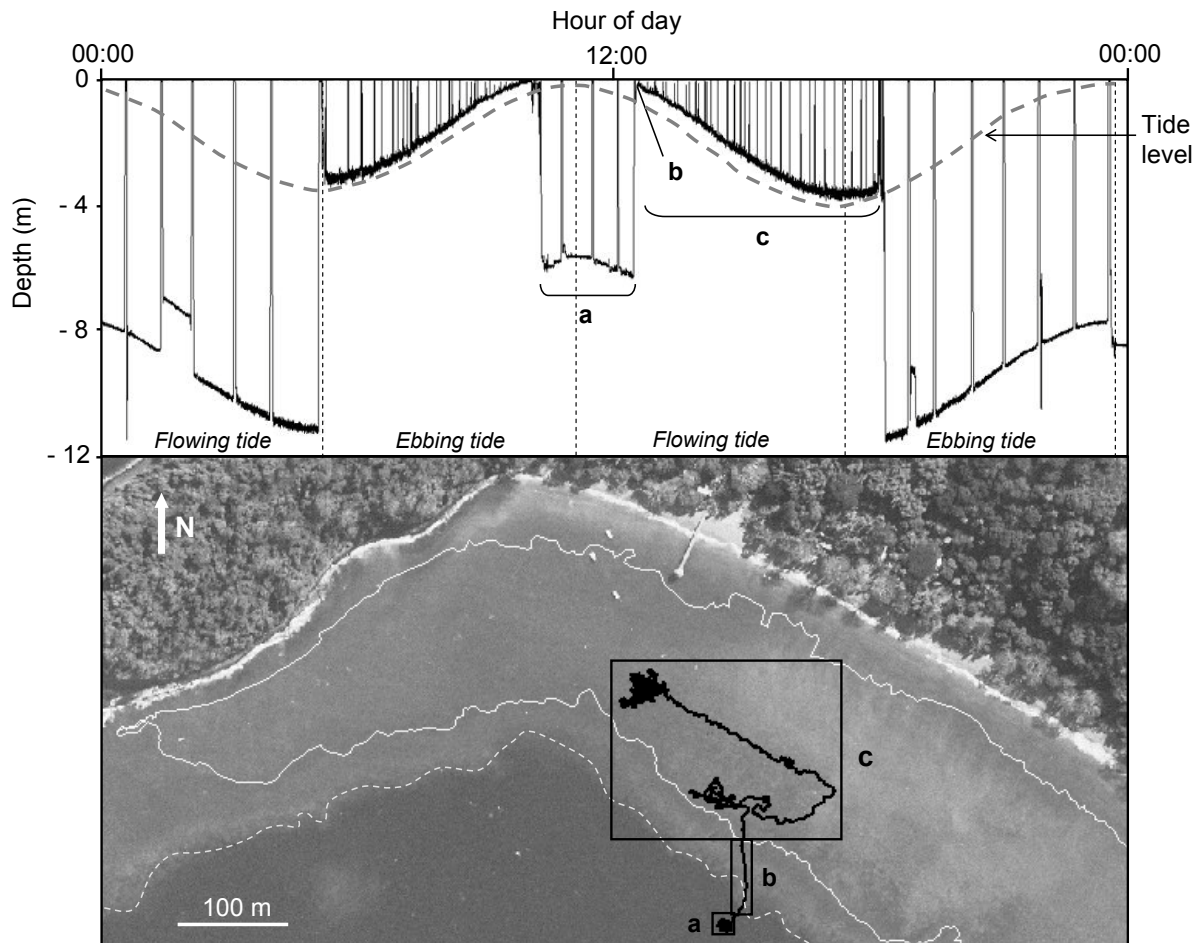 Hour of day
00:00 12:00 00:00
0
Tide
level
b
- 4
c
Depth (m)
a
- 8
Flowing tide Ebbing tide Flowing tide Ebbing tide
- 12
N
c
b
100 m
a